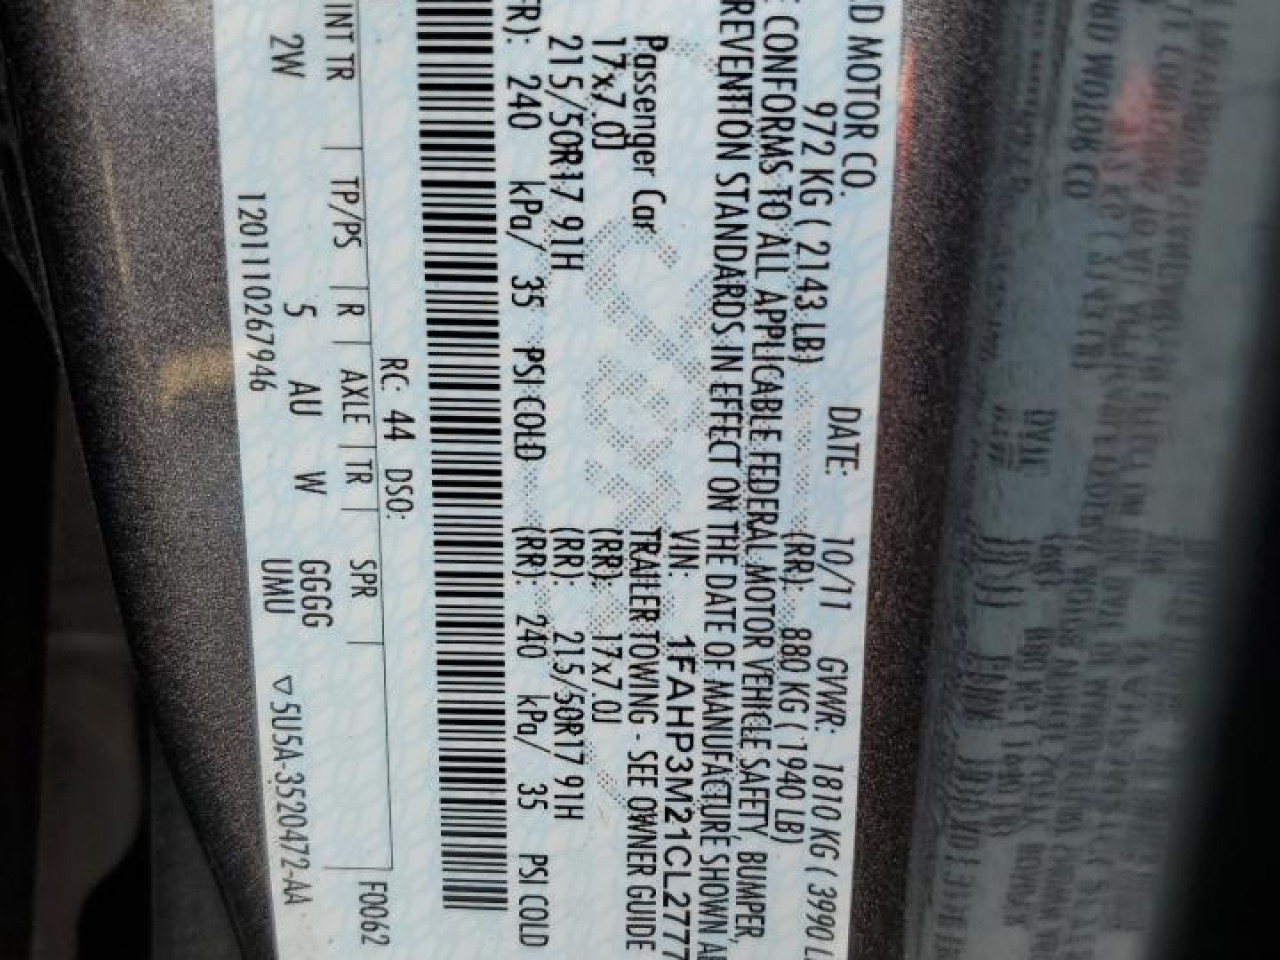 D MOTOR CO.
DATE: 10/11 GVWR: 1810 KG ( 3990 L
972 KG ( 2143 LB) (RR): 880 KG ( 1940 LB)
CONFORMS TO ALL APPLICABLE FEDERAL MOTOR VEHICLE SAFETY, BUMPER,
REVENTION STANDARDS IN EFFECT ON THE DATE OF MANUFACTURE SHOWN A
VIN: 1FAHP3M21CL2777
Passenger Car TRAILER TOWING - SEE OWNER GUIDE
17x7.0J (RR): 17x7.0J
215/50R17 91H (RR): 215/50R17 91H
FR): 240 kPa/ 35 PSI COLD (RR): 240 kPa/ 35 PSI COLD
RC: 44 DSO: F0062
INT TR TP/PS R AXLE TR SPR
2W 5 AU W GGGG
UMU ▽5U5A-3520472-AA
12011110267946